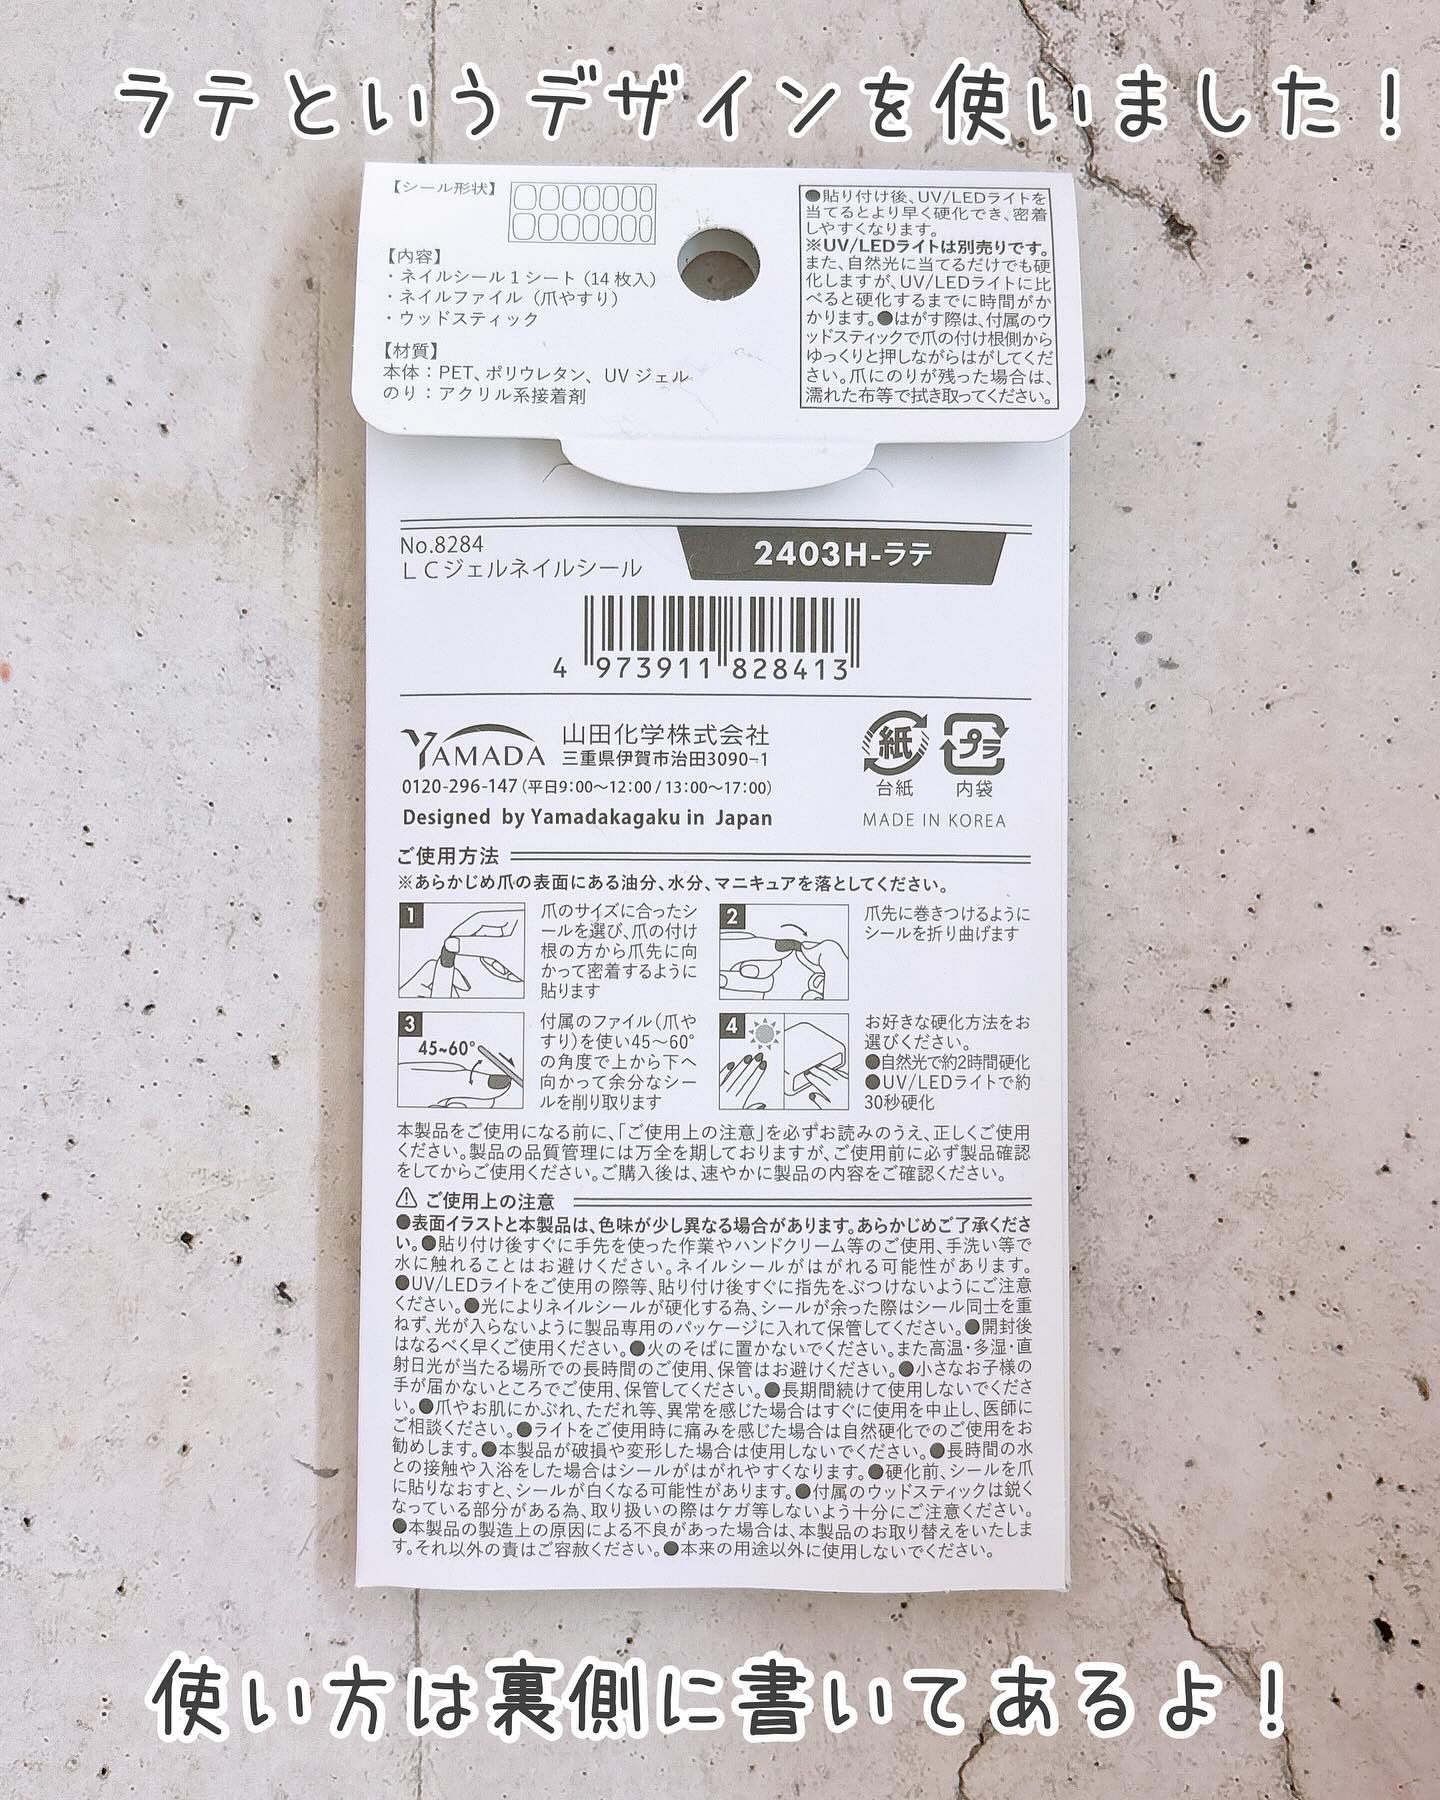 ラテというデザインを使いました！
【シール形状】
【内容】
・ネイルシール1シート（14枚入）
・ネイルファイル（爪やすり）
・ウッドスティック
【材質】
本体：PET、ポリウレタン、UVジェル
のり：アクリル系接着剤
●貼り付け後、UV/LEDライトを
当てるとより早く硬化でき、密着
しやすくなります。
※UV/LEDライトは別売りです。
また、自然光に当てるだけでも硬
化しますが、UV/LEDライトに比
べると硬化するまでに時間がか
かります。●はがす際は、付属のウ
ッドスティックで爪の付け根側から
ゆっくりと押しながらはがしてくだ
さい。爪にのりが残った場合は、
濡れた布等で拭き取ってください。
No.8284
ＬＣジェルネイルシール
2403H-ラテ
4 973911 828413
YAMADA
山田化学株式会社
三重県伊賀市治田3090-1
0120-296-147（平日9:00～12:00 / 13:00～17:00）
Designed by Yamadakagaku in Japan
紙
台紙
プラ
内袋
MADE IN KOREA
ご使用方法
※あらかじめ爪の表面にある油分、水分、マニキュアを落としてください。
1
爪のサイズに合ったシ
ールを選び、爪の付け
根の方から爪先に向
かって密着するように
貼ります
2
爪先に巻きつけるように
シールを折り曲げます
3
45~60°
付属のファイル（爪や
すり）を使い45～60°
の角度で上から下へ
向かって余分なシー
ルを削り取ります
4
お好きな硬化方法をお
選びください。
●自然光で約2時間硬化
●UV/LEDライトで約
30秒硬化
本製品をご使用になる前に、「ご使用上の注意」を必ずお読みのうえ、正しくご使用
ください。製品の品質管理には万全を期しておりますが、ご使用前に必ず製品確認
をしてからご使用ください。ご購入後は、速やかに製品の内容をご確認ください。
⚠ ご使用上の注意
●表面イラストと本製品は、色味が少し異なる場合があります。あらかじめご了承くださ
い。●貼り付け後すぐに手先を使った作業やハンドクリーム等のご使用、手洗い等で
水に触れることはお避けください。ネイルシールがはがれる可能性があります。
●UV/LEDライトをご使用の際等、貼り付け後すぐに指先をぶつけないようにご注意
ください。●光によりネイルシールが硬化する為、シールが余った際はシール同士を重
ねず、光が入らないように製品専用のパッケージに入れて保管してください。●開封後
はなるべく早くご使用ください。●火のそばに置かないでください。また高温・多湿・直
射日光が当たる場所での長時間のご使用、保管はお避けください。●小さなお子様の
手が届かないところでご使用、保管してください。●長期間続けて使用しないでくださ
い。●爪やお肌にかぶれ、ただれ等、異常を感じた場合はすぐに使用を中止し、医師に
ご相談ください。●ライトをご使用時に痛みを感じた場合は自然硬化でのご使用をお
勧めします。●本製品が破損や変形した場合は使用しないでください。●長時間の水
との接触や入浴をした場合はシールがはがれやすくなります。●硬化前、シールを爪
に貼りなおすと、シールが白くなる可能性があります。●付属のウッドスティックは鋭く
なっている部分がある為、取り扱いの際はケガ等しないよう十分にご注意ください。
●本製品の製造上の原因による不良があった場合は、本製品のお取り替えをいたしま
す。それ以外の責はご容赦ください。●本来の用途以外に使用しないでください。
使い方は裏側に書いてあるよ！